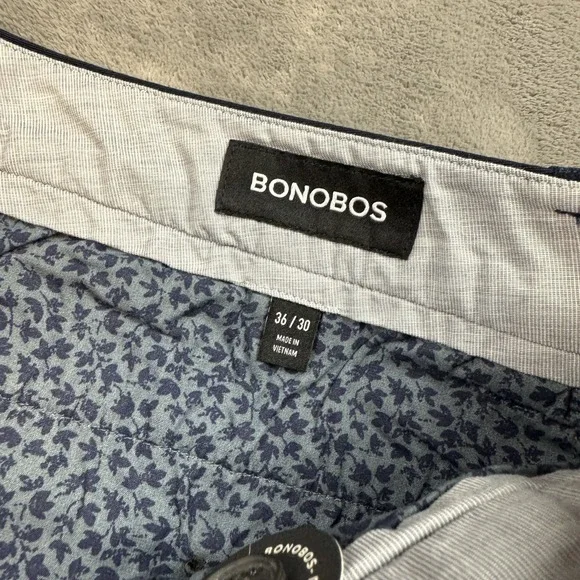 BONOBOS
36 / 30
MADE IN
VIETNAM
BONOBOS,